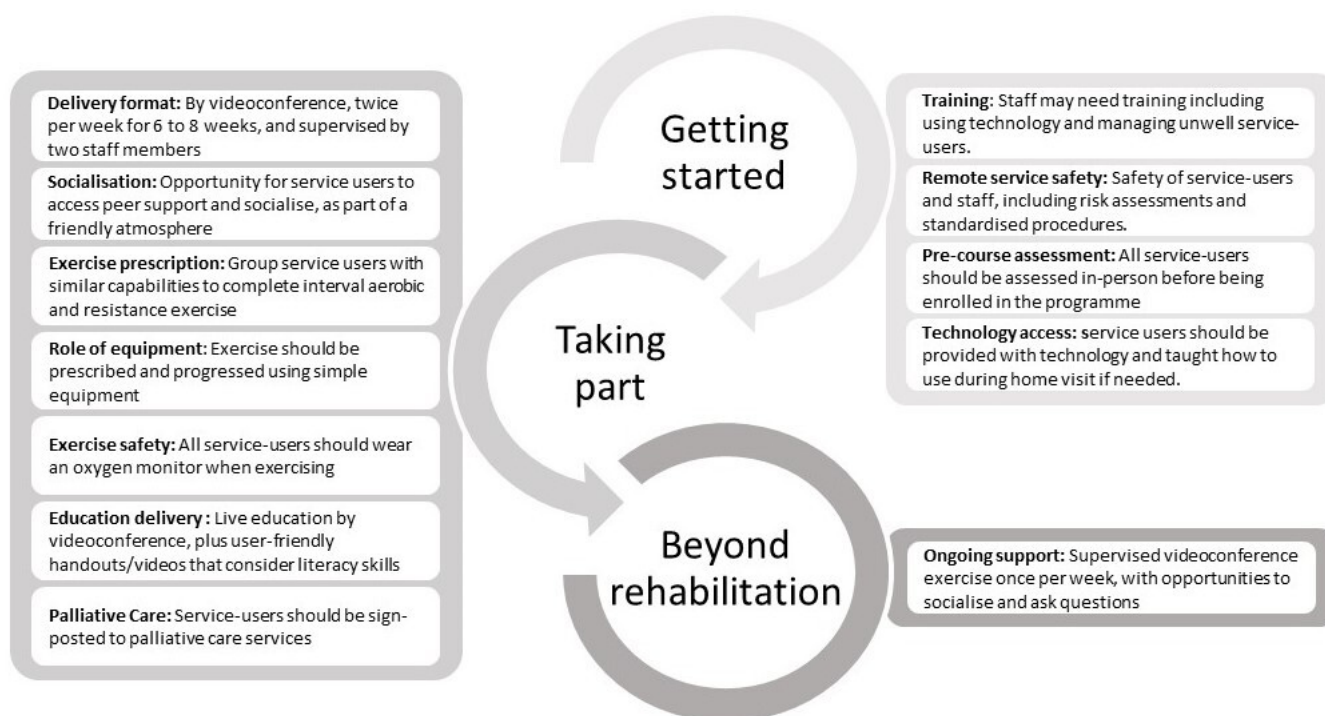 Getting
started
Training: Staff may need training including
using technology and managing unwell service-
users.
Remote service safety: Safety of service-users
and staff, including risk assessments and
standardised procedures.
Pre-course assessment: All service-users
should be assessed in-person before being
enrolled in the programme
Technology access: service users should be
provided with technology and taught how to
use during home visit if needed.
Taking
part
Delivery format: By videoconference, twice
per week for 6 to 8 weeks, and supervised by
two staff members
Socialisation: Opportunity for service users to
access peer support and socialise, as part of a
friendly atmosphere
Exercise prescription: Group service users with
similar capabilities to complete interval aerobic
and resistance exercise
Role of equipment: Exercise should be
prescribed and progressed using simple
equipment
Exercise safety: All service-users should wear
an oxygen monitor when exercising
Education delivery : Live education by
videoconference, plus user-friendly
handouts/videos that consider literacy skills
Palliative Care: Service-users should be sign-
posted to palliative care services
Beyond
rehabilitation
Ongoing support: Supervised videoconference
exercise once per week, with opportunities to
socialise and ask questions